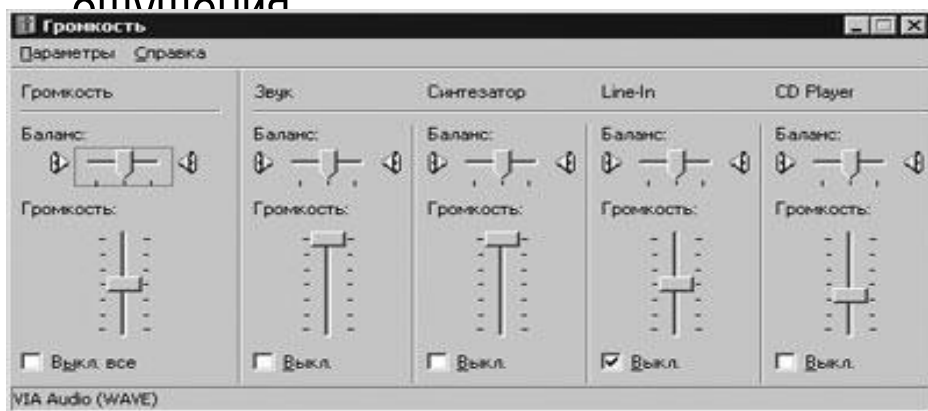 ощущения
Громкость
Параметры Справка
Громкость Звук Синтезатор Line-In CD Player
Баланс: Баланс: Баланс: Баланс: Баланс:
Громкость: Громкость: Громкость: Громкость: Громкость:
Выкл. все Выкл. Выкл. Выкл. Выкл.
VIA Audio (WAVE)